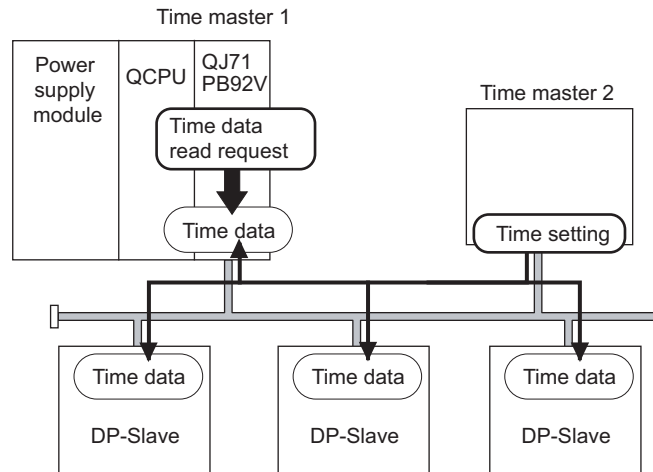 Time master 1
Power
supply
module
QCPU
QJ71
PB92V
Time data
read request
Time data
Time master 2
Time setting
Time data
Time data
Time data
DP-Slave
DP-Slave
DP-Slave